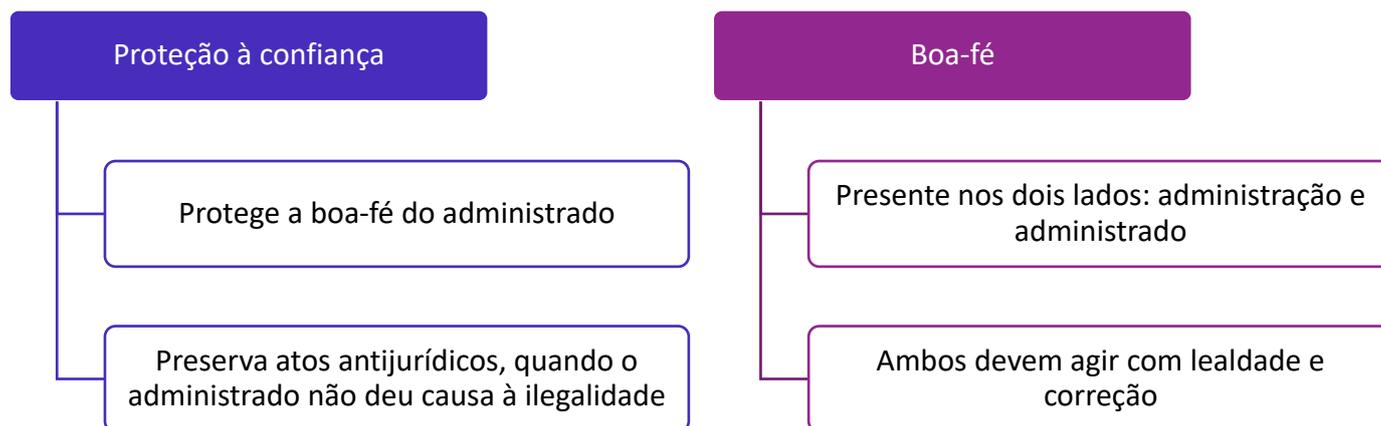 Proteção à confiança
Protege a boa-fé do administrado
Preserva atos antijurídicos, quando o
administrado não deu causa à ilegalidade
Boa-fé
Presente nos dois lados: administração e
administrado
Ambos devem agir com lealdade e
correção